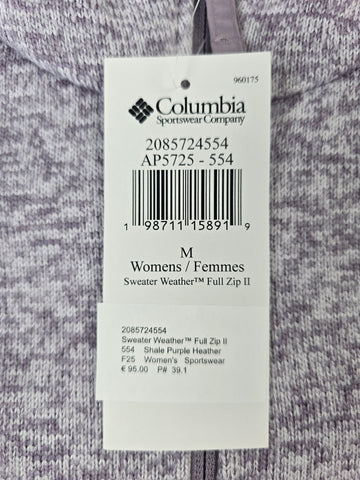 960175
Columbia
Sportswear Company
2085724554
AP5725 - 554
1 98711 15891 9
M
Womens / Femmes
Sweater Weather™ Full Zip II
2085724554
Sweater Weather™ Full Zip II
554 Shale Purple Heather
F25 Women's Sportswear
€ 95.00 P# 39.1